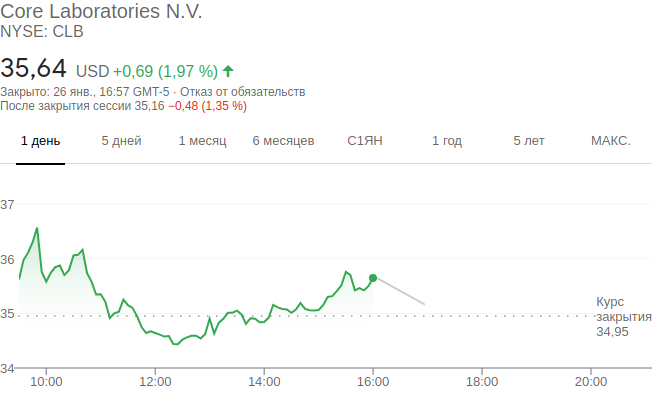 Core Laboratories N.V.
NYSE: CLB
35,64 USD +0,69 (1,97 %)
Закрыто: 26 янв., 16:57 GMT-5 · Отказ от обязательств
После закрытия сессии 35,16 −0,48 (1,35 %)
1 день 5 дней 1 месяц 6 месяцев С1ЯН 1 год 5 лет МАКС.
37
36
35
34
Курс
закрытия
34,95
10:00 12:00 14:00 16:00 18:00 20:00